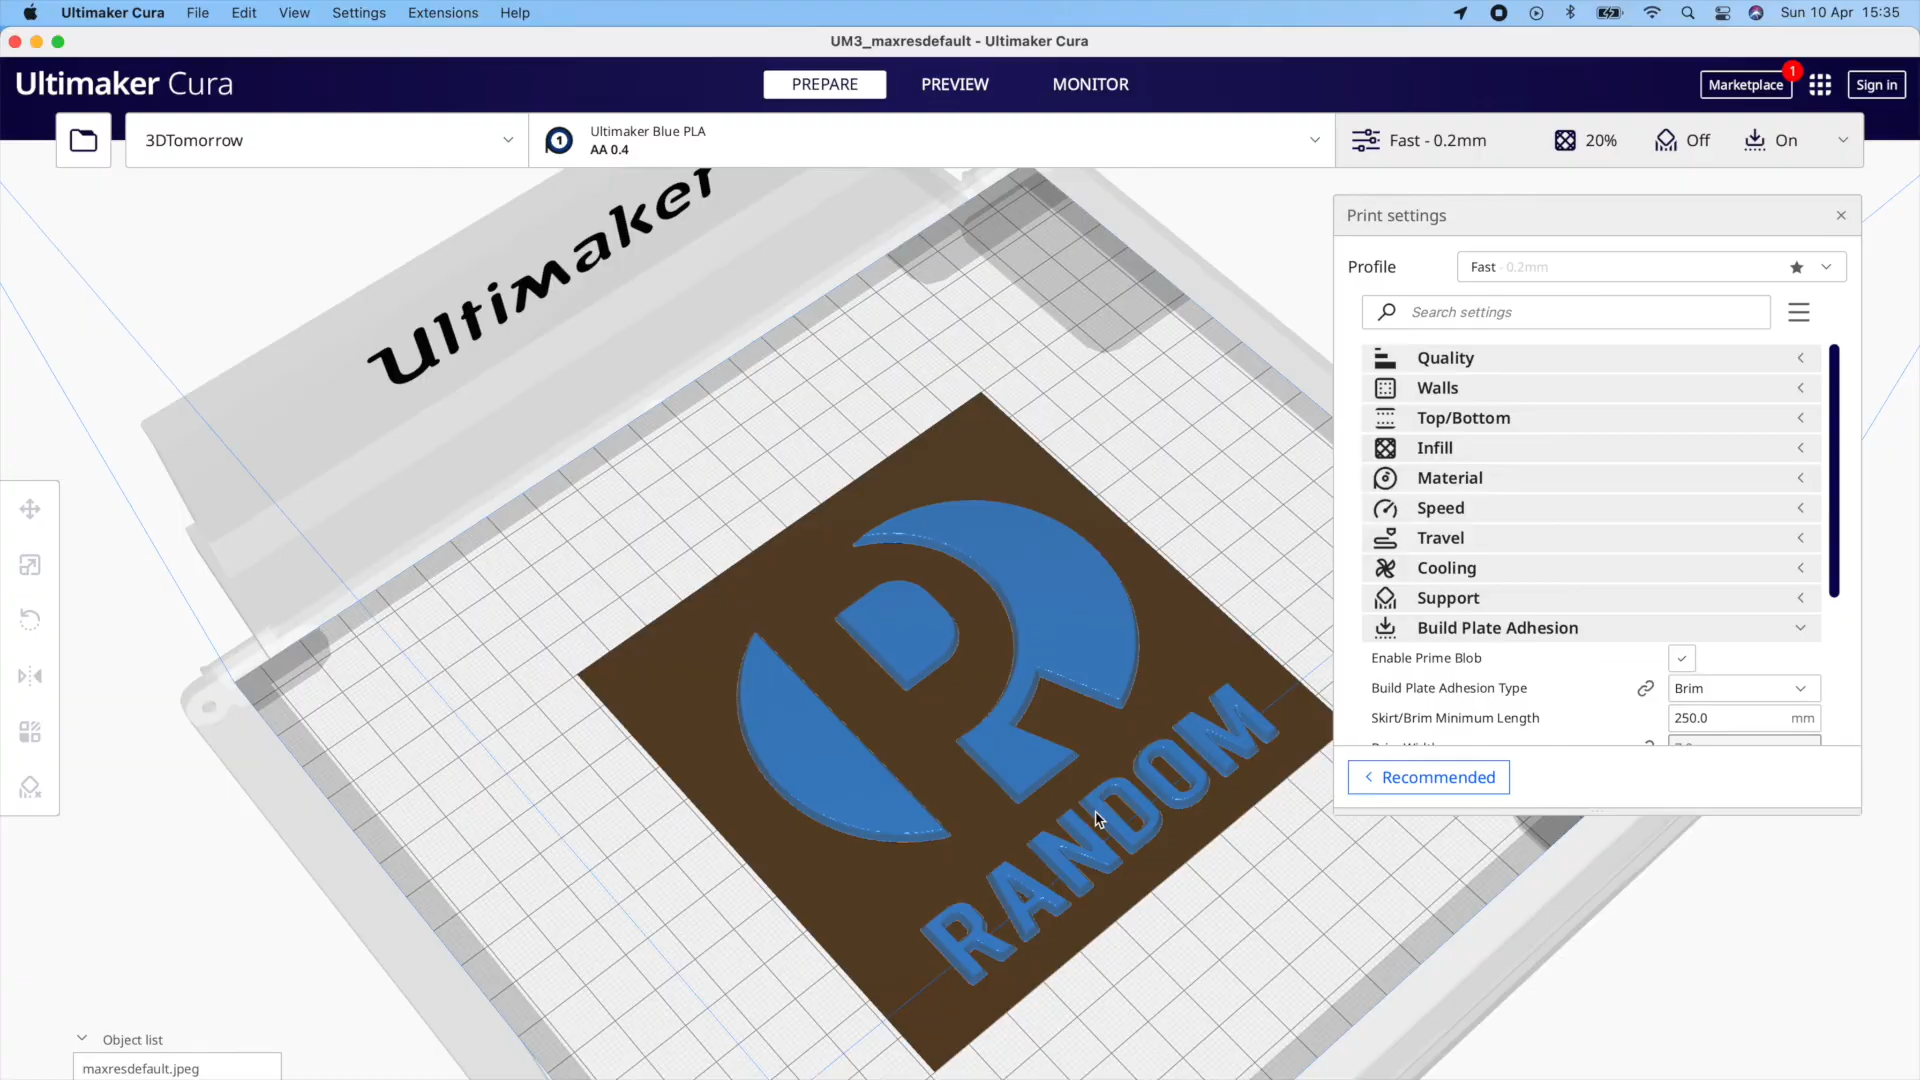 Ultimaker Cura File Edit View Settings Extensions Help Sun 10 Apr 15:35
UM3_maxresdefault - Ultimaker Cura
Ultimaker Cura
PREPARE PREVIEW MONITOR
Marketplace 1 Sign in
3DTomorrow
1 Ultimaker Blue PLA
AA 0.4
Fast - 0.2mm 20% Off On
Ultimaker
Print settings
Profile Fast - 0.2mm
Search settings
Quality
Walls
Top/Bottom
Infill
Material
Speed
Travel
Cooling
Support
Build Plate Adhesion
Enable Prime Blob
Build Plate Adhesion Type Brim
Skirt/Brim Minimum Length 250.0 mm
Recommended
RANDOM
Object list
maxresdefault.jpeg